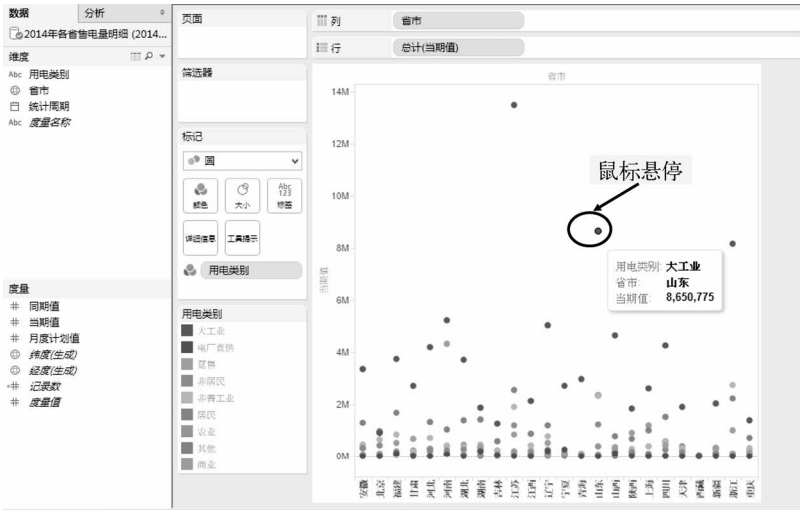 数据
分析
2014年各省售电量明细 (2014...
维度
Abc 用电类别
省市
统计周期
Abc 度量名称
度量
同期值
当期值
月度计划值
纬度(生成)
经度(生成)
记录数
度量值
页面
筛选器
标记
圆
颜色
大小
Abc
123
标签
详细信息
工具提示
用电类别
用电类别
大工业
电厂直供
趸售
非居民
非普工业
居民
农业
其他
商业
列
省市
行
总计(当期值)
省市
14M
12M
10M
8M
6M
4M
2M
0M
当期值
鼠标悬停
用电类别: 大工业
省市: 山东
当期值: 8,650,775
安徽
北京
福建
甘肃
河北
河南
湖北
湖南
吉林
江苏
江西
辽宁
宁夏
青海
山东
山西
陕西
上海
四川
天津
西藏
新疆
浙江
重庆